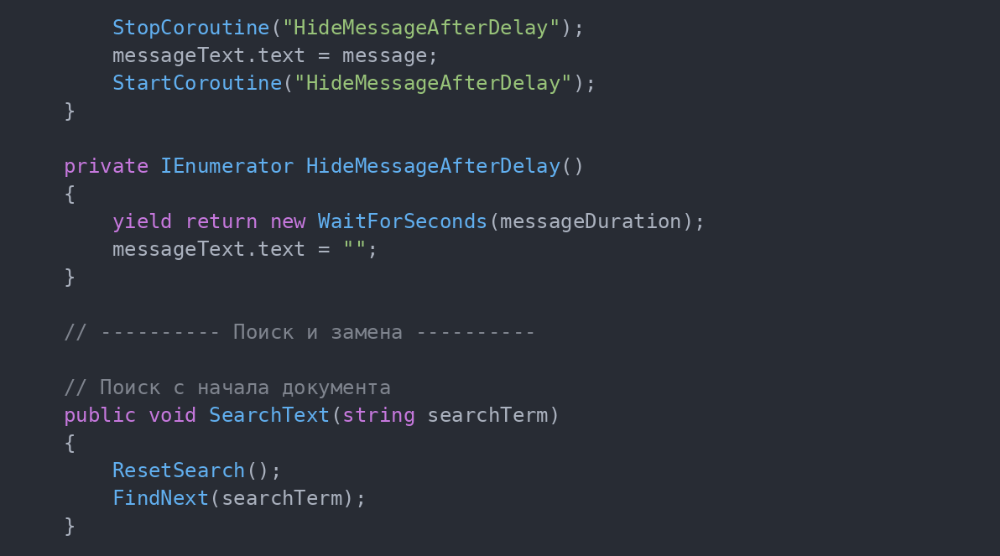 StopCoroutine("HideMessageAfterDelay");
        messageText.text = message;
        StartCoroutine("HideMessageAfterDelay");
    }

    private IEnumerator HideMessageAfterDelay()
    {
        yield return new WaitForSeconds(messageDuration);
        messageText.text = "";
    }

    // ---------- Поиск и замена ----------

    // Поиск с начала документа
    public void SearchText(string searchTerm)
    {
        ResetSearch();
        FindNext(searchTerm);
    }